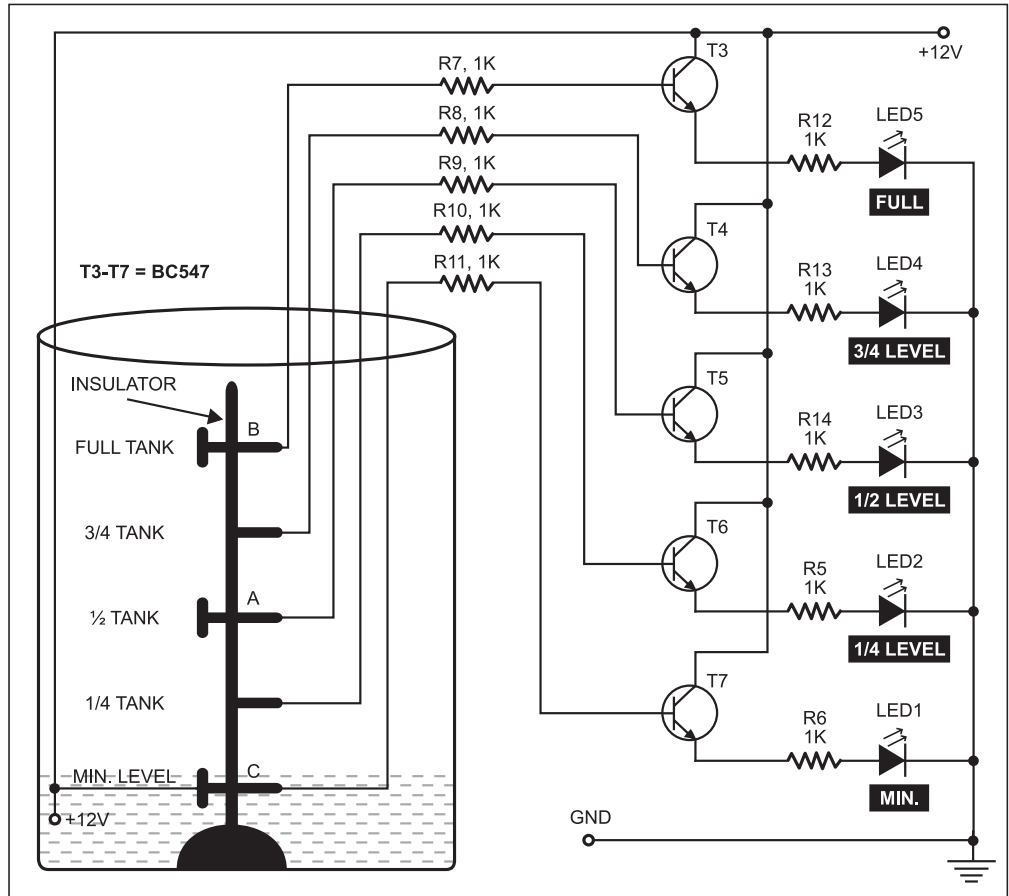 +12V
T3
R7, 1K
R8, 1K
R9, 1K
R10, 1K
R11, 1K
R12
1K
LED5
FULL
T4
R13
1K
LED4
3/4 LEVEL
T3-T7 = BC547
T5
R14
1K
LED3
1/2 LEVEL
T6
R5
1K
LED2
1/4 LEVEL
T7
R6
1K
LED1
MIN.
GND
INSULATOR
FULL TANK
B
3/4 TANK
½ TANK
A
1/4 TANK
MIN. LEVEL
C
+12V